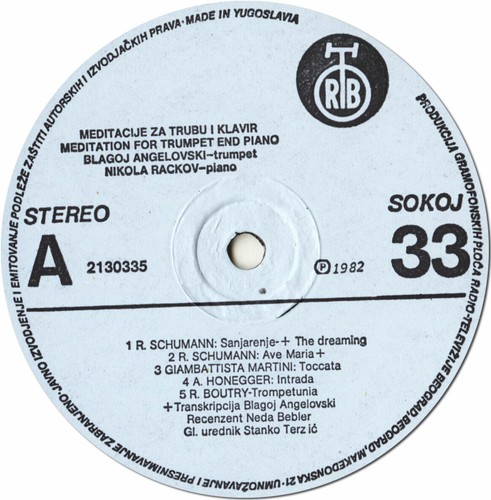 PRODUKCIJA GRAMOFONSKIH PLOČA RADIO-TELEVIZIJE BEOGRAD, BEOGRAD, MAKEDONSKA 21 · UMNOŽAVANJE I PRESNIMAVANJE ZABRANJENO · JAVNO IZVODJENJE I EMITOVANJE PODLEŽE ZAŠTITI AUTORSKIH I IZVODJAČKIH PRAVA · MADE IN YUGOSLAVIA
RTB
MEDITACIJE ZA TRUBU I KLAVIR
MEDITATION FOR TRUMPET END PIANO
BLAGOJ ANGELOVSKI-trumpet
NIKOLA RACKOV-piano
STEREO
SOKOJ
A 2130335
Ⓟ 1982
33
1 R. SCHUMANN: Sanjarenje-+ The dreaming
2 R. SCHUMANN: Ave Maria+
3 GIAMBATTISTA MARTINI: Toccata
4 A. HONEGGER: Intrada
5 R. BOUTRY-Trompetunia
+Transkripcija Blagoj Angelovski
Recenzent Neda Bebler
Gl. urednik Stanko Terzić